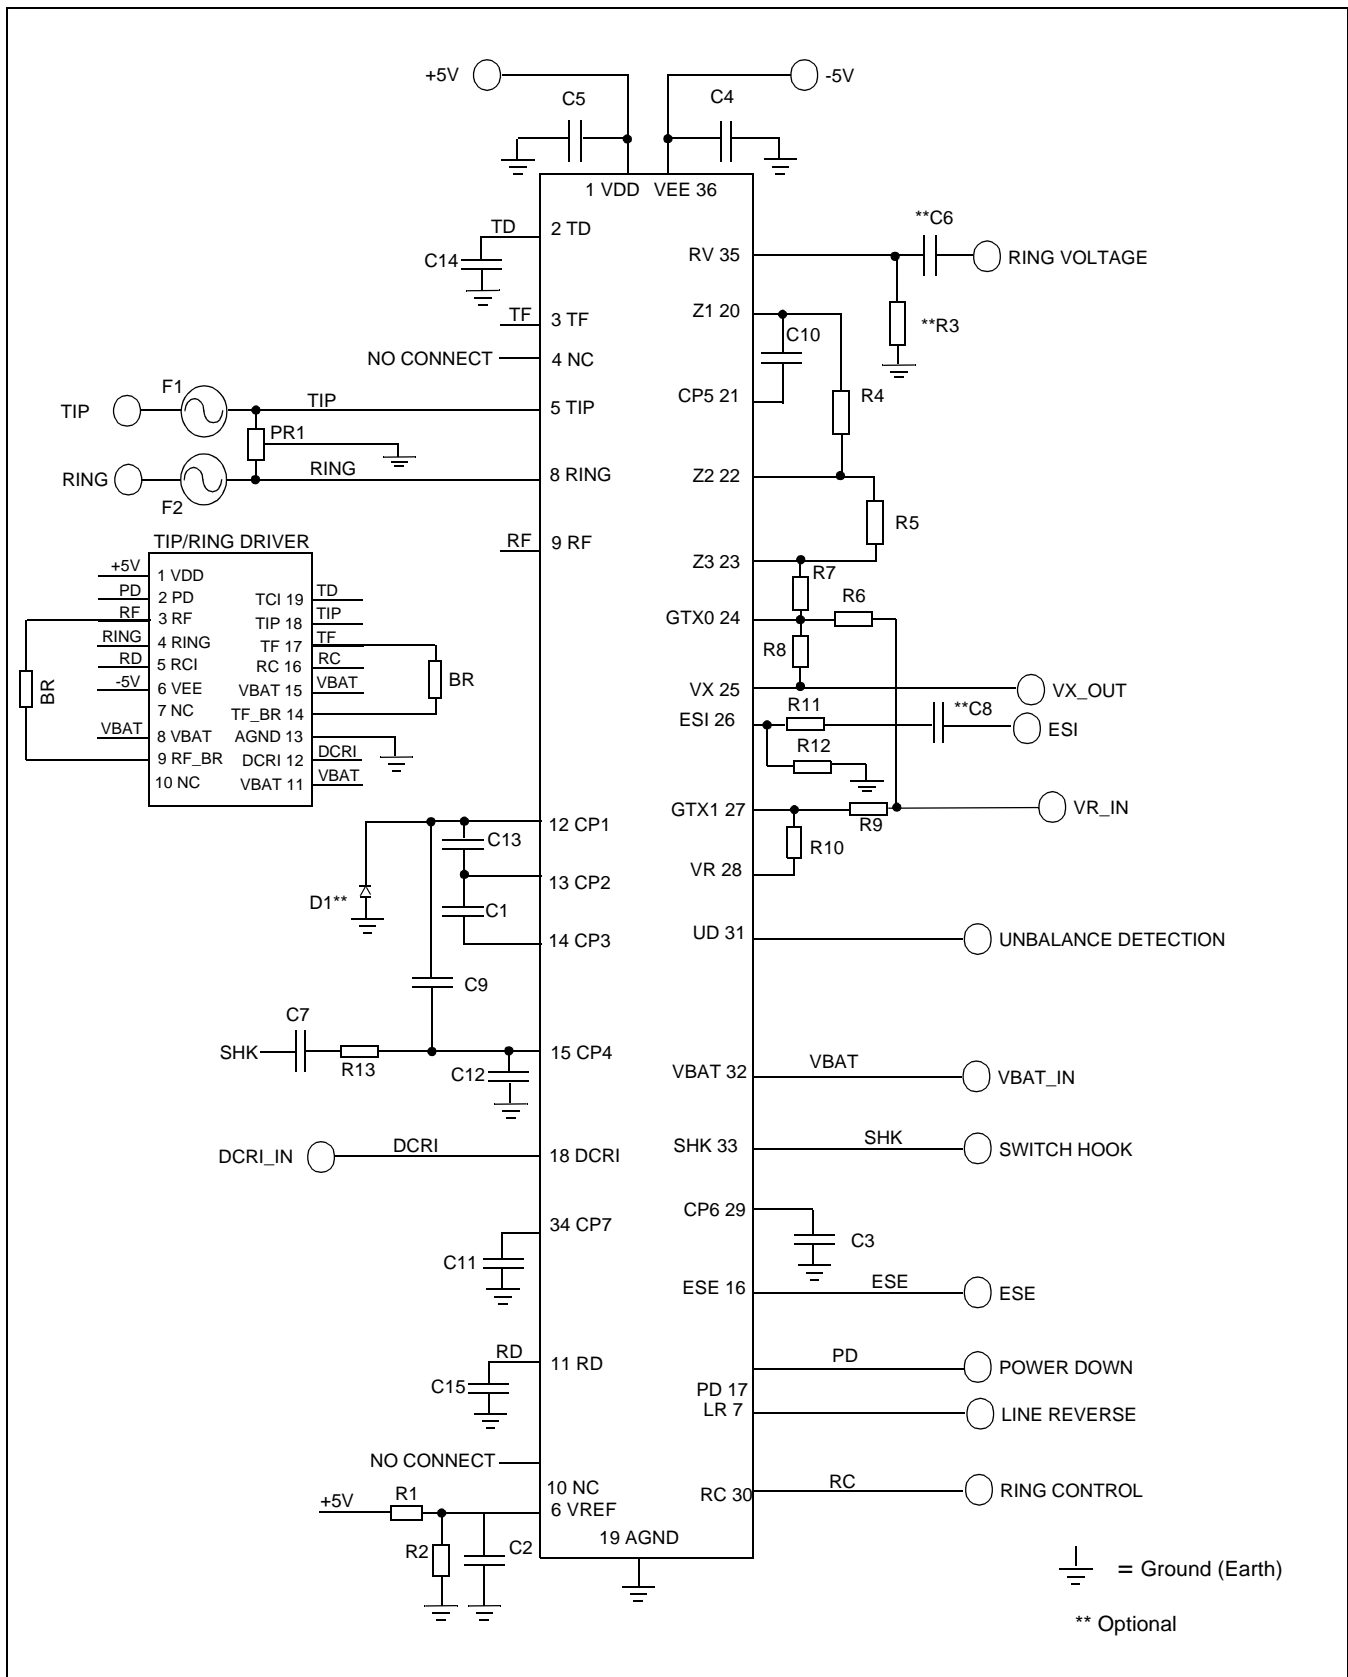 +5V
-5V
C5
C4
1 VDD
VEE 36
TD
2 TD
C14
**C6
RV 35
RING VOLTAGE
TF
3 TF
Z1 20
C10
**R3
NO CONNECT
4 NC
F1
TIP
TIP
5 TIP
CP5 21
R4
PR1
RING
RING
8 RING
Z2 22
F2
R5
RF
9 RF
Z3 23
R7
TIP/RING DRIVER
+5V
1 VDD
PD
2 PD
RF
3 RF
RING
4 RING
RD
5 RCI
-5V
6 VEE
7 NC
VBAT
8 VBAT
9 RF_BR
10 NC
TCI 19
TD
TIP 18
TIP
TF 17
TF
RC 16
RC
VBAT 15
VBAT
TF_BR 14
AGND 13
DCRI 12
DCRI
VBAT 11
VBAT
BR
BR
GTX0 24
R6
R8
VX 25
VX_OUT
ESI 26
R11
**C8
ESI
R12
GTX1 27
R9
VR_IN
R10
VR 28
12 CP1
C13
13 CP2
D1**
C1
14 CP3
UD 31
UNBALANCE DETECTION
C9
C7
SHK
R13
15 CP4
C12
VBAT 32
VBAT
VBAT_IN
DCRI_IN
DCRI
18 DCRI
SHK 33
SHK
SWITCH HOOK
34 CP7
C11
CP6 29
C3
ESE 16
ESE
ESE
RD
11 RD
C15
PD
POWER DOWN
PD 17
LR 7
LINE REVERSE
NO CONNECT
10 NC
+5V
R1
6 VREF
R2
C2
RC 30
RC
RING CONTROL
19 AGND
= Ground (Earth)
** Optional